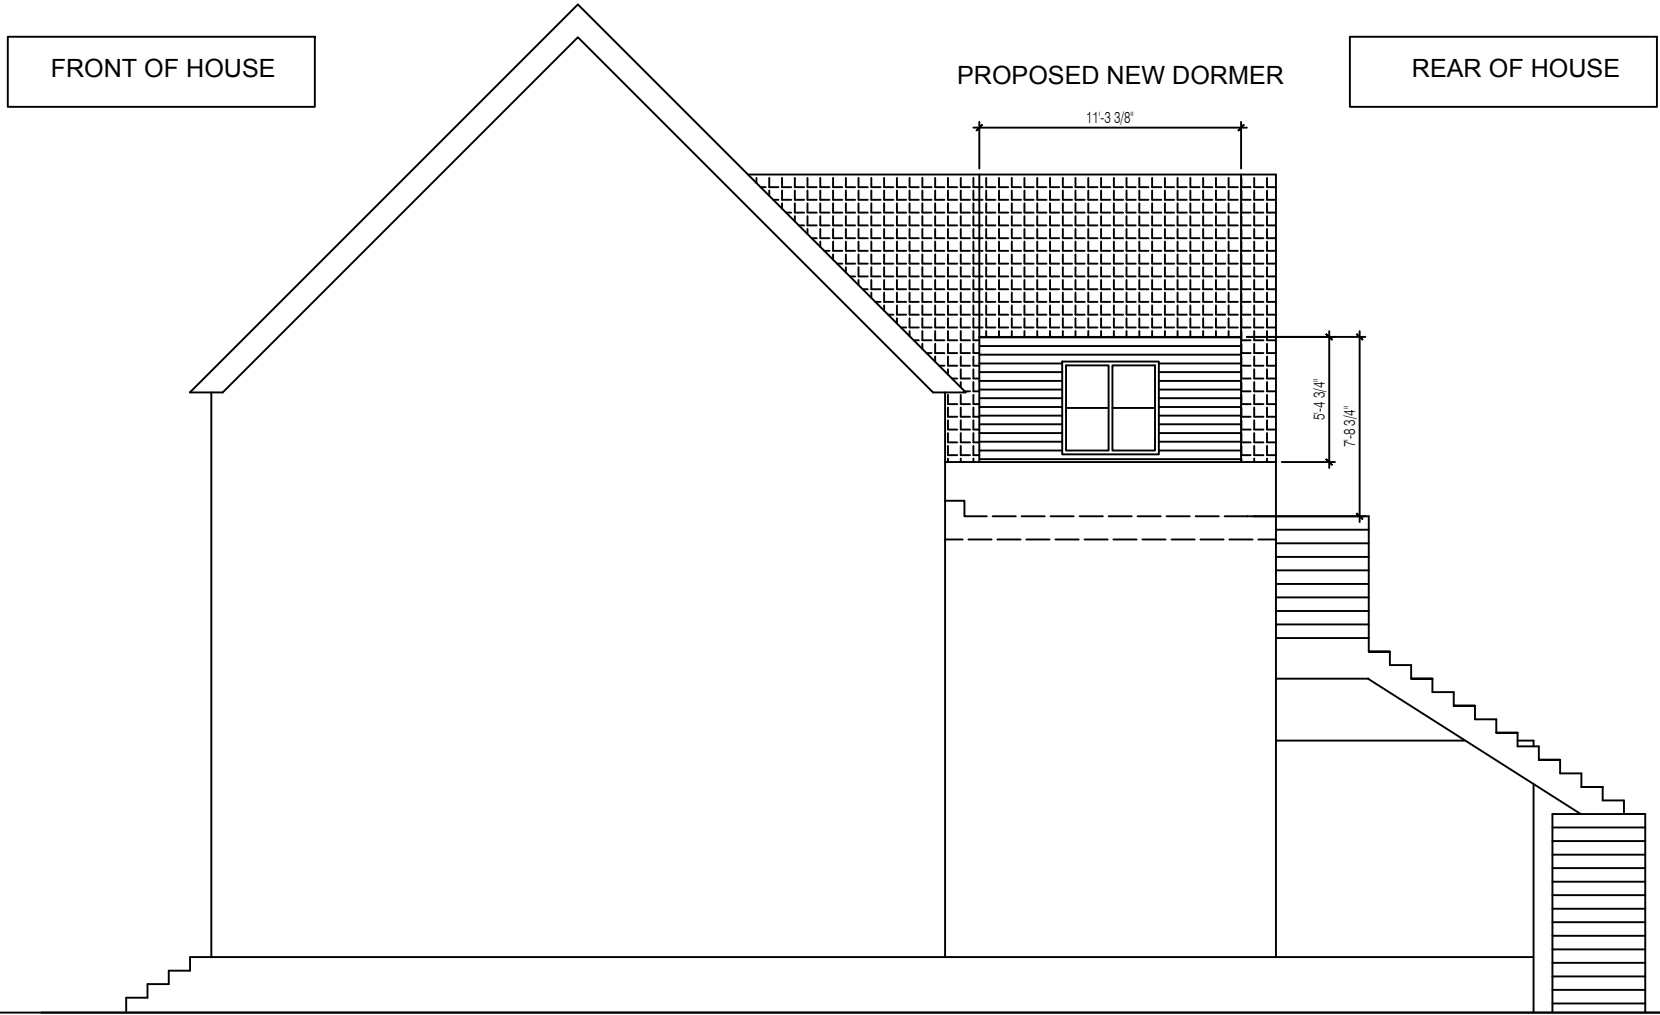 FRONT OF HOUSE
PROPOSED NEW DORMER
REAR OF HOUSE
11'-3 3/8"
5'-4 3/4"
7'-8 3/4"